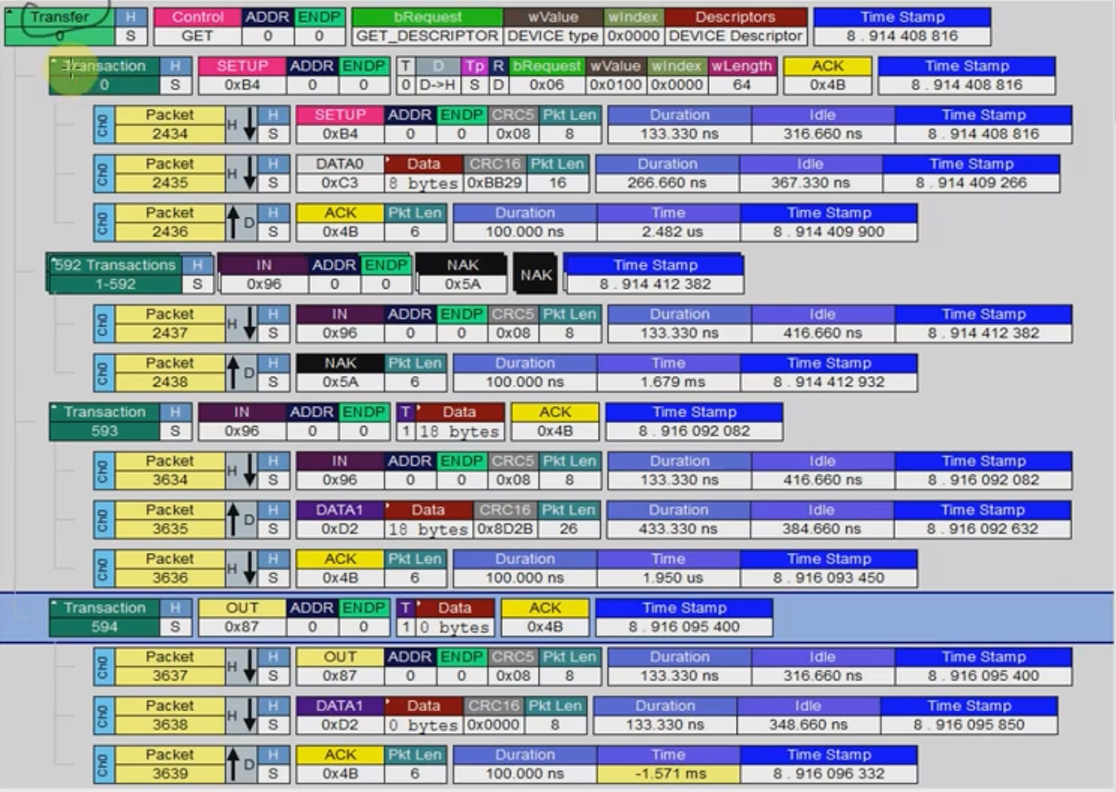 Transfer H Control ADDR ENDP bRequest wValue wIndex Descriptors Time Stamp
0 S GET 0 0 GET_DESCRIPTOR DEVICE type 0x0000 DEVICE Descriptor 8 . 914 408 816
Transaction H SETUP ADDR ENDP T D Tp R bRequest wValue wIndex wLength ACK Time Stamp
0 S 0xB4 0 0 0 D->H S D 0x06 0x0100 0x0000 64 0x4B 8 . 914 408 816
Ch0 Packet H H SETUP ADDR ENDP CRC5 Pkt Len Duration Idle Time Stamp
2434 S 0xB4 0 0 0x08 8 133.330 ns 316.660 ns 8 . 914 408 816
Ch0 Packet H H DATA0 Data CRC16 Pkt Len Duration Idle Time Stamp
2435 S 0xC3 8 bytes 0xBB29 16 266.660 ns 367.330 ns 8 . 914 409 266
Ch0 Packet D H ACK Pkt Len Duration Time Time Stamp
2436 S 0x4B 6 100.000 ns 2.482 us 8 . 914 409 900
592 Transactions H IN ADDR ENDP NAK NAK Time Stamp
1-592 S 0x96 0 0 0x5A 8 . 914 412 382
Ch0 Packet H H IN ADDR ENDP CRC5 Pkt Len Duration Idle Time Stamp
2437 S 0x96 0 0 0x08 8 133.330 ns 416.660 ns 8 . 914 412 382
Ch0 Packet D H NAK Pkt Len Duration Time Time Stamp
2438 S 0x5A 6 100.000 ns 1.679 ms 8 . 914 412 932
Transaction H IN ADDR ENDP T Data ACK Time Stamp
593 S 0x96 0 0 1 18 bytes 0x4B 8 . 916 092 082
Ch0 Packet H H IN ADDR ENDP CRC5 Pkt Len Duration Idle Time Stamp
3634 S 0x96 0 0 0x08 8 133.330 ns 416.660 ns 8 . 916 092 082
Ch0 Packet D H DATA1 Data CRC16 Pkt Len Duration Idle Time Stamp
3635 S 0xD2 18 bytes 0x8D2B 26 433.330 ns 384.660 ns 8 . 916 092 632
Ch0 Packet H H ACK Pkt Len Duration Time Time Stamp
3636 S 0x4B 6 100.000 ns 1.950 us 8 . 916 093 450
Transaction H OUT ADDR ENDP T Data ACK Time Stamp
594 S 0x87 0 0 1 0 bytes 0x4B 8 . 916 095 400
Ch0 Packet H H OUT ADDR ENDP CRC5 Pkt Len Duration Idle Time Stamp
3637 S 0x87 0 0 0x08 8 133.330 ns 316.660 ns 8 . 916 095 400
Ch0 Packet H H DATA1 Data CRC16 Pkt Len Duration Idle Time Stamp
3638 S 0xD2 0 bytes 0x0000 8 133.330 ns 348.660 ns 8 . 916 095 850
Ch0 Packet D H ACK Pkt Len Duration Time Time Stamp
3639 S 0x4B 6 100.000 ns -1.571 ms 8 . 916 096 332